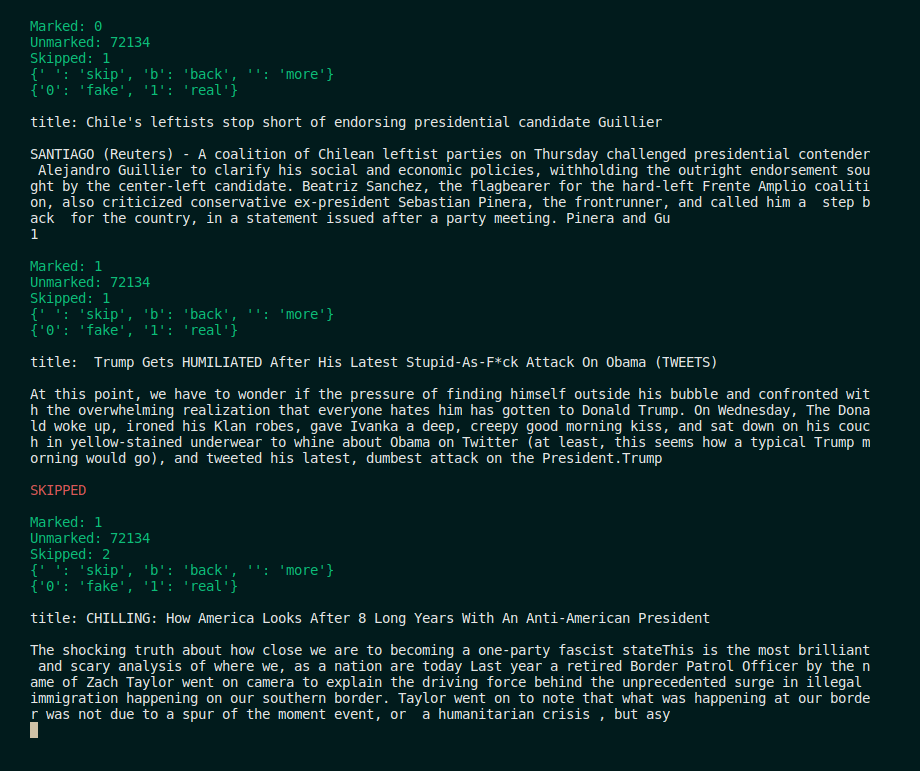 Marked: 0
Unmarked: 72134
Skipped: 1
{' ': 'skip', 'b': 'back', '': 'more'}
{'0': 'fake', '1': 'real'}
title: Chile's leftists stop short of endorsing presidential candidate Guillier
SANTIAGO (Reuters) - A coalition of Chilean leftist parties on Thursday challenged presidential contender
 Alejandro Guillier to clarify his social and economic policies, withholding the outright endorsement sou
ght by the center-left candidate. Beatriz Sanchez, the flagbearer for the hard-left Frente Amplio coaliti
on, also criticized conservative ex-president Sebastian Pinera, the frontrunner, and called him a  step b
ack  for the country, in a statement issued after a party meeting. Pinera and Gu
1
Marked: 1
Unmarked: 72134
Skipped: 1
{' ': 'skip', 'b': 'back', '': 'more'}
{'0': 'fake', '1': 'real'}
title:  Trump Gets HUMILIATED After His Latest Stupid-As-F*ck Attack On Obama (TWEETS)
At this point, we have to wonder if the pressure of finding himself outside his bubble and confronted wit
h the overwhelming realization that everyone hates him has gotten to Donald Trump. On Wednesday, The Dona
ld woke up, ironed his Klan robes, gave Ivanka a deep, creepy good morning kiss, and sat down on his couc
h in yellow-stained underwear to whine about Obama on Twitter (at least, this seems how a typical Trump m
orning would go), and tweeted his latest, dumbest attack on the President.Trump
SKIPPED
Marked: 1
Unmarked: 72134
Skipped: 2
{' ': 'skip', 'b': 'back', '': 'more'}
{'0': 'fake', '1': 'real'}
title: CHILLING: How America Looks After 8 Long Years With An Anti-American President
The shocking truth about how close we are to becoming a one-party fascist stateThis is the most brilliant
 and scary analysis of where we, as a nation are today Last year a retired Border Patrol Officer by the n
ame of Zach Taylor went on camera to explain the driving force behind the unprecedented surge in illegal
immigration happening on our southern border. Taylor went on to note that what was happening at our borde
r was not due to a spur of the moment event, or  a humanitarian crisis , but asy